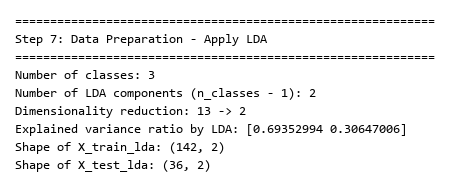 ============================================================
Step 7: Data Preparation - Apply LDA
============================================================
Number of classes: 3
Number of LDA components (n_classes - 1): 2
Dimensionality reduction: 13 -> 2
Explained variance ratio by LDA: [0.69352994 0.30647006]
Shape of X_train_lda: (142, 2)
Shape of X_test_lda: (36, 2)